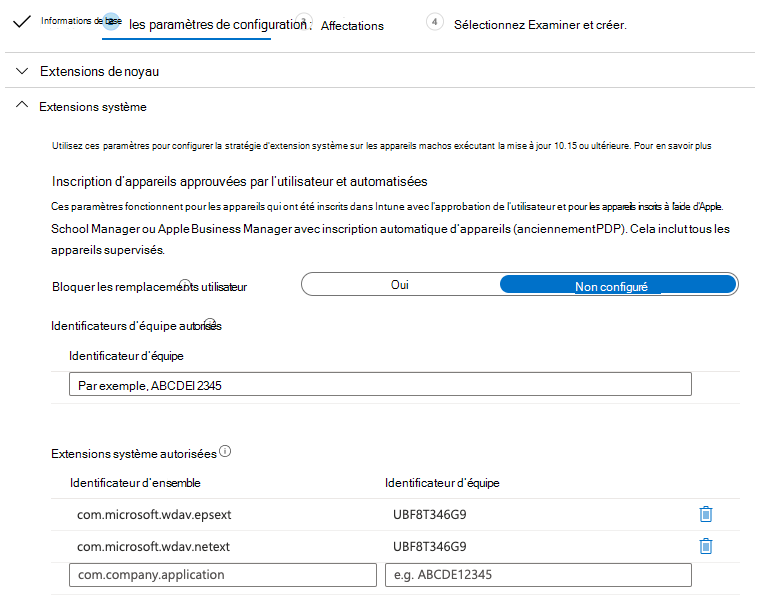 Informations de base
2 les paramètres de configuration :
3 Affectations
4 Sélectionnez Examiner et créer.
Extensions de noyau
Extensions système
Utilisez ces paramètres pour configurer la stratégie d'extension système sur les appareils machos exécutant la mise à jour 10.15 ou ultérieure. Pour en savoir plus
Inscription d'appareils approuvées par l'utilisateur et automatisées
Ces paramètres fonctionnent pour les appareils qui ont été inscrits dans Intune avec l'approbation de l'utilisateur et pour les appareils inscrits à l'aide d'Apple.
School Manager ou Apple Business Manager avec inscription automatique d'appareils (anciennement PDP). Cela inclut tous les
appareils supervisés.
Bloquer les remplacements utilisateur
Oui
Non configuré
Identificateurs d'équipe autorisés
Identificateur d'équipe
Par exemple, ABCDEI 2345
Extensions système autorisées
Identificateur d'ensemble Identificateur d'équipe
com.microsoft.wdav.epsext UBF8T346G9
com.microsoft.wdav.netext UBF8T346G9
com.company.application e.g. ABCDE12345